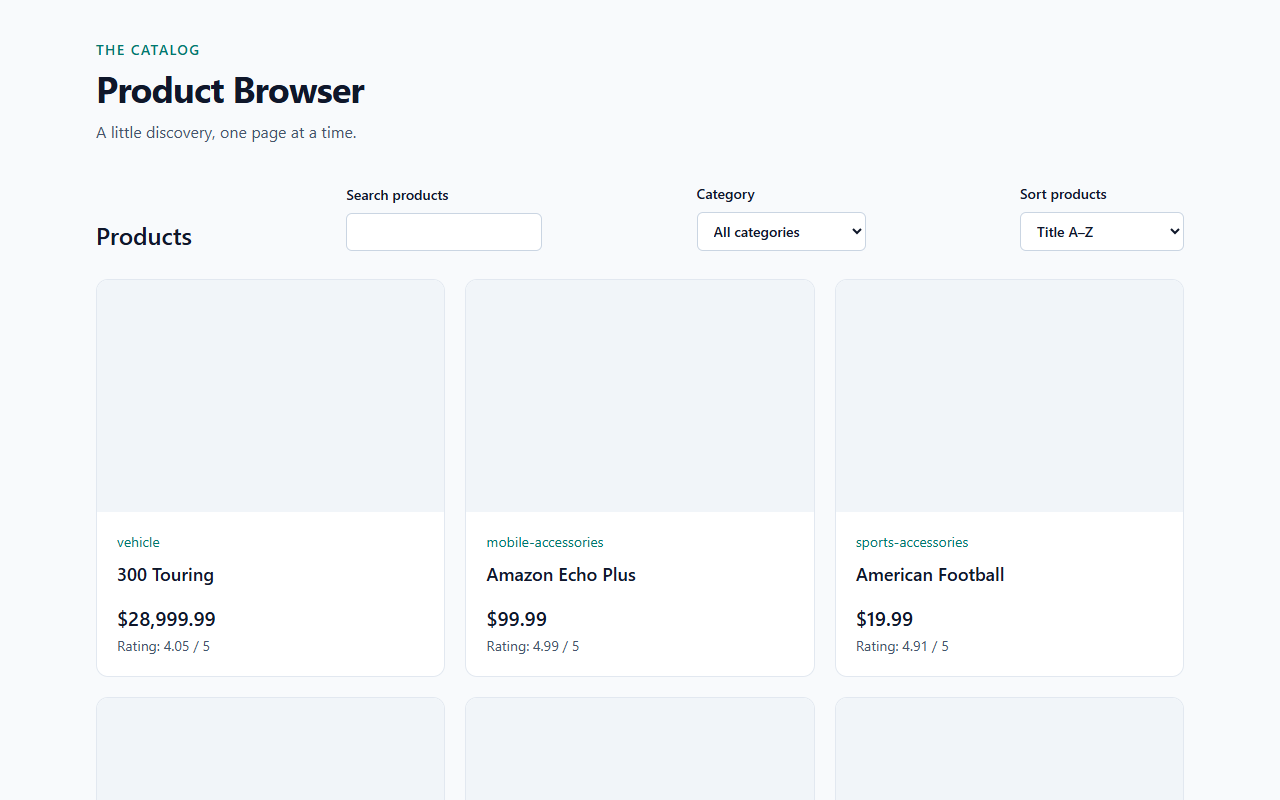 THE CATALOG
Product Browser
A little discovery, one page at a time.
Products
Search products
Category
All categories
Sort products
Title A–Z
vehicle
300 Touring
$28,999.99
Rating: 4.05 / 5
mobile-accessories
Amazon Echo Plus
$99.99
Rating: 4.99 / 5
sports-accessories
American Football
$19.99
Rating: 4.91 / 5